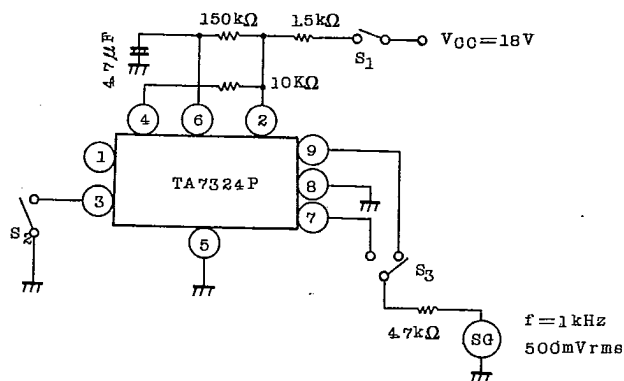 150kΩ
1.5kΩ
S1
VCC=18V
4.7μF
10KΩ
4
6
2
1
9
TA7324P
8
3
7
S2
5
S3
4.7kΩ
SG
f=1kHz
500mVrms